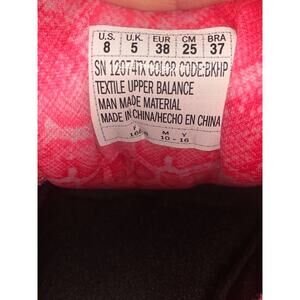 U.S. U.K. EUR CM BRA
8 5 38 25 37
SN 12074TX COLOR CODE:BKHP
TEXTILE UPPER BALANCE
MAN MADE MATERIAL
MADE IN CHINA/HECHO EN CHINA
F M Y
10 - 16